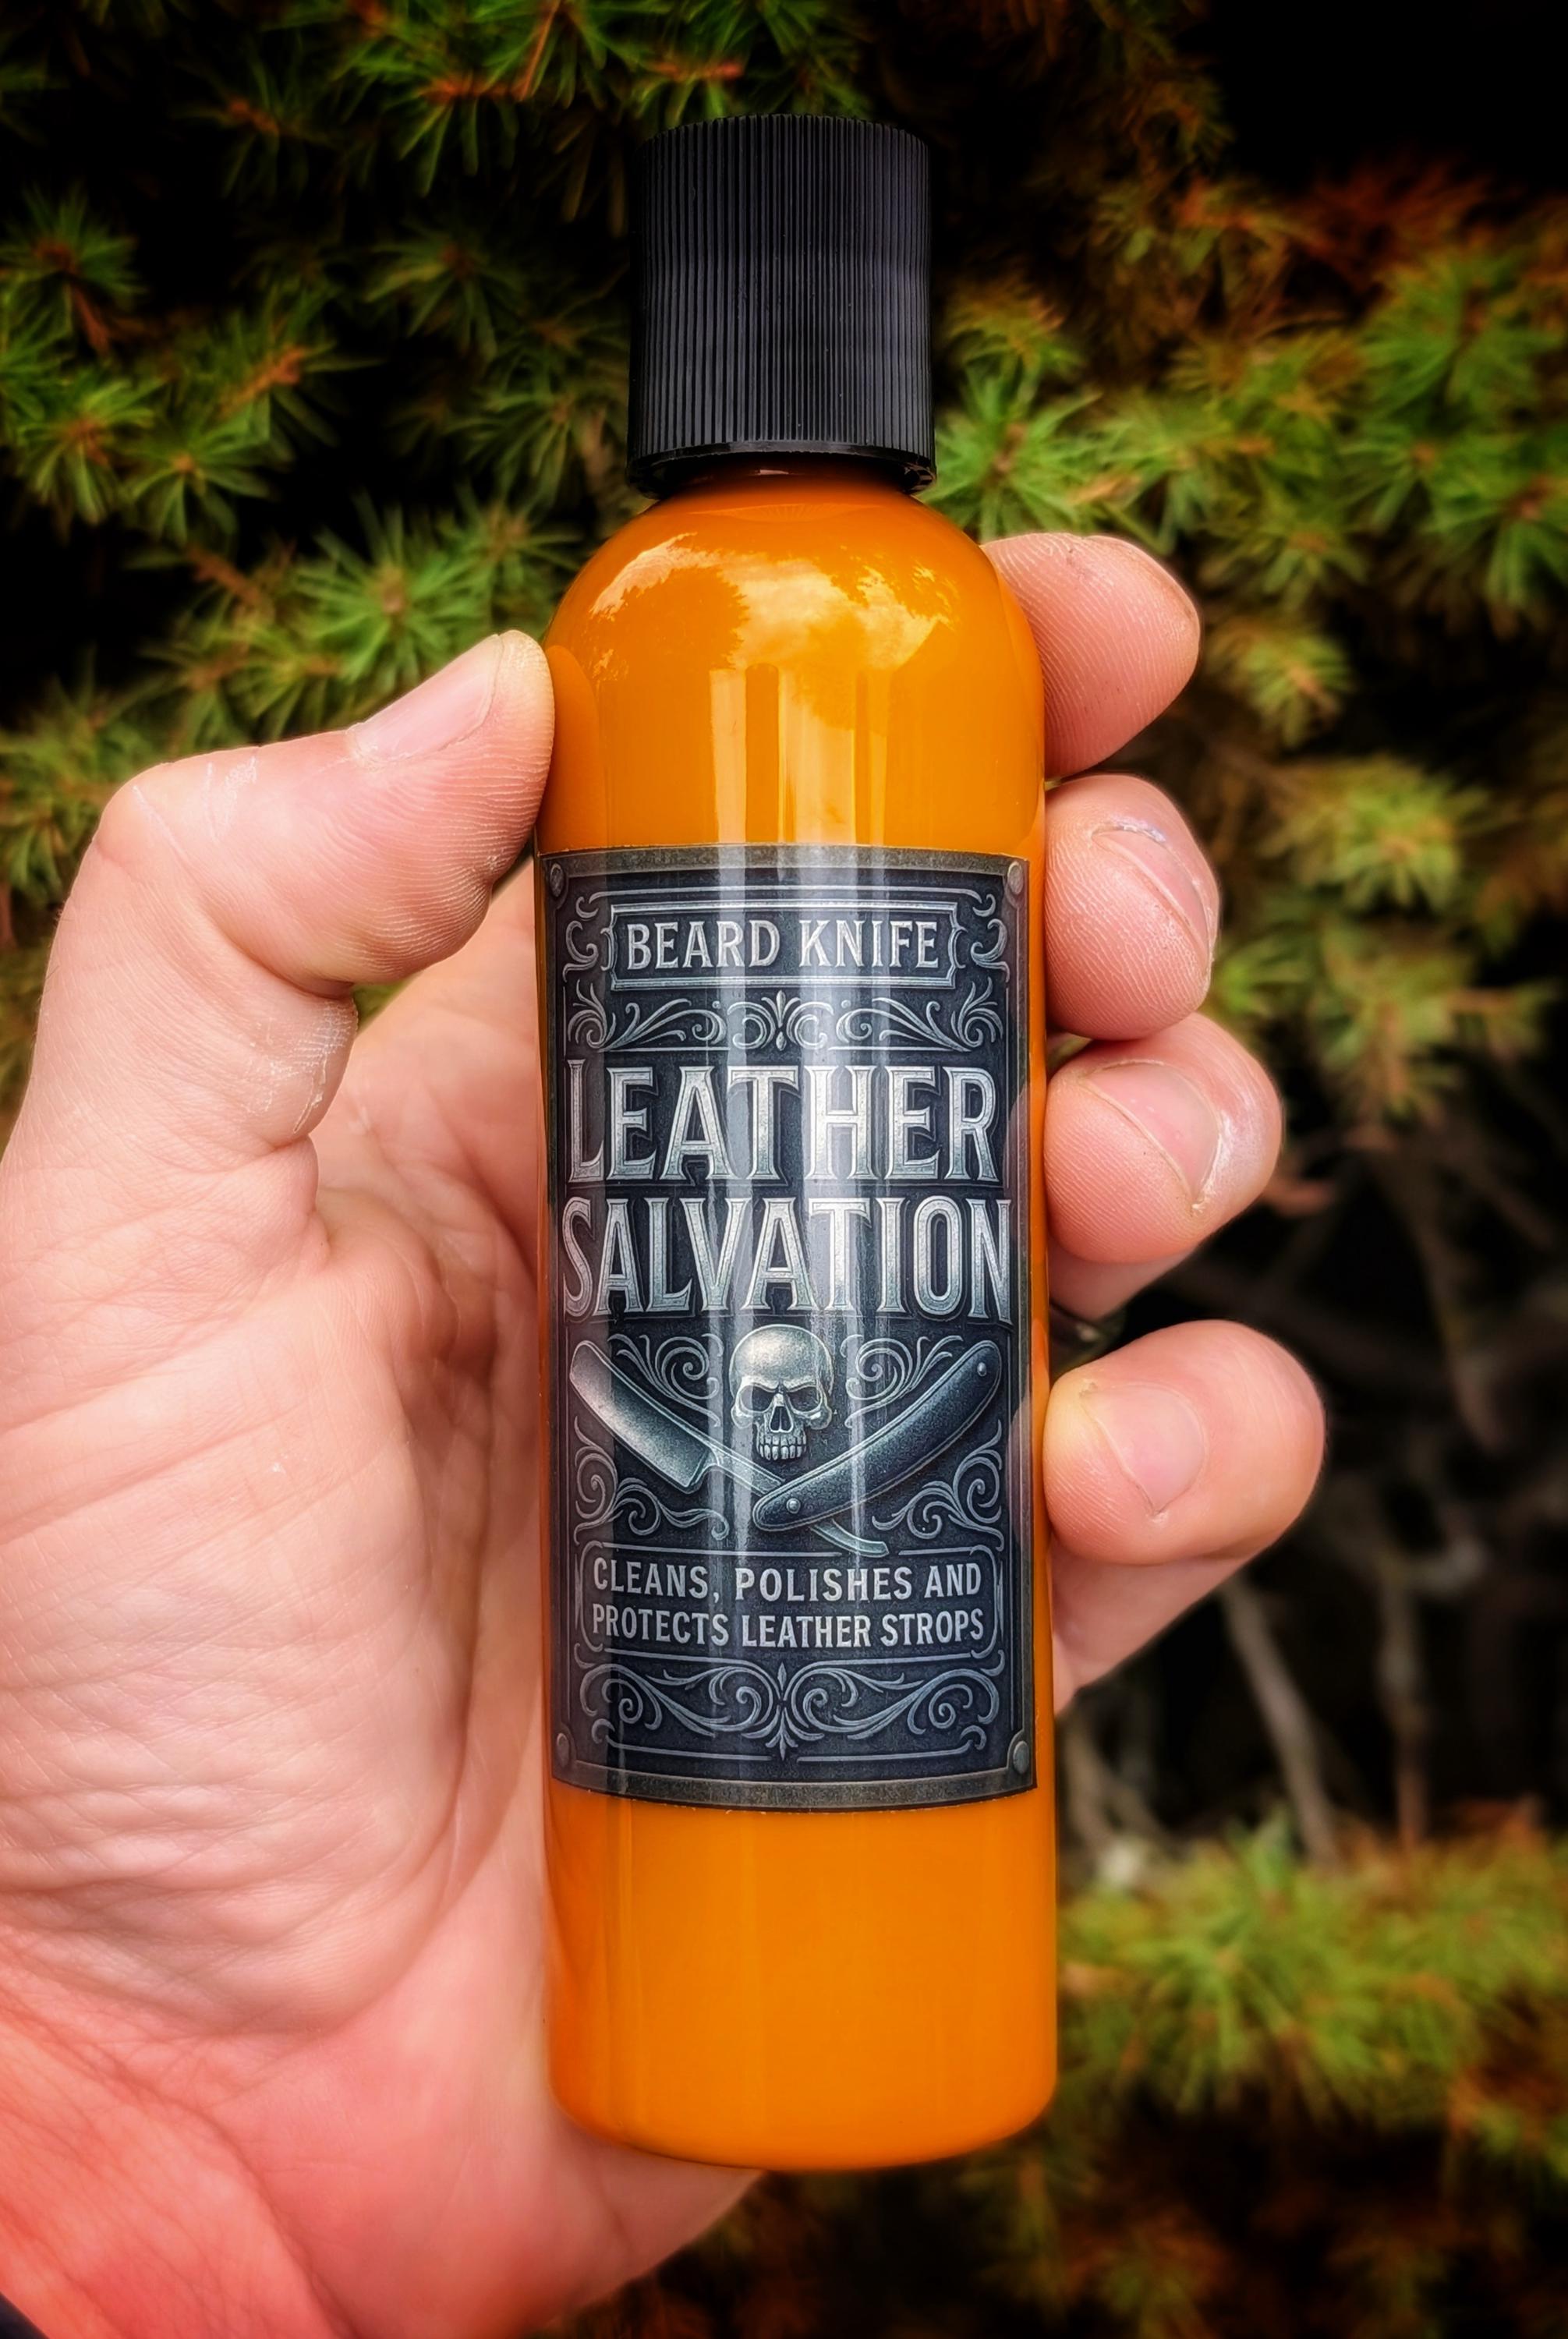 BEARD KNIFE
LEATHER
SALVATION
CLEANS, POLISHES AND
PROTECTS LEATHER STROPS